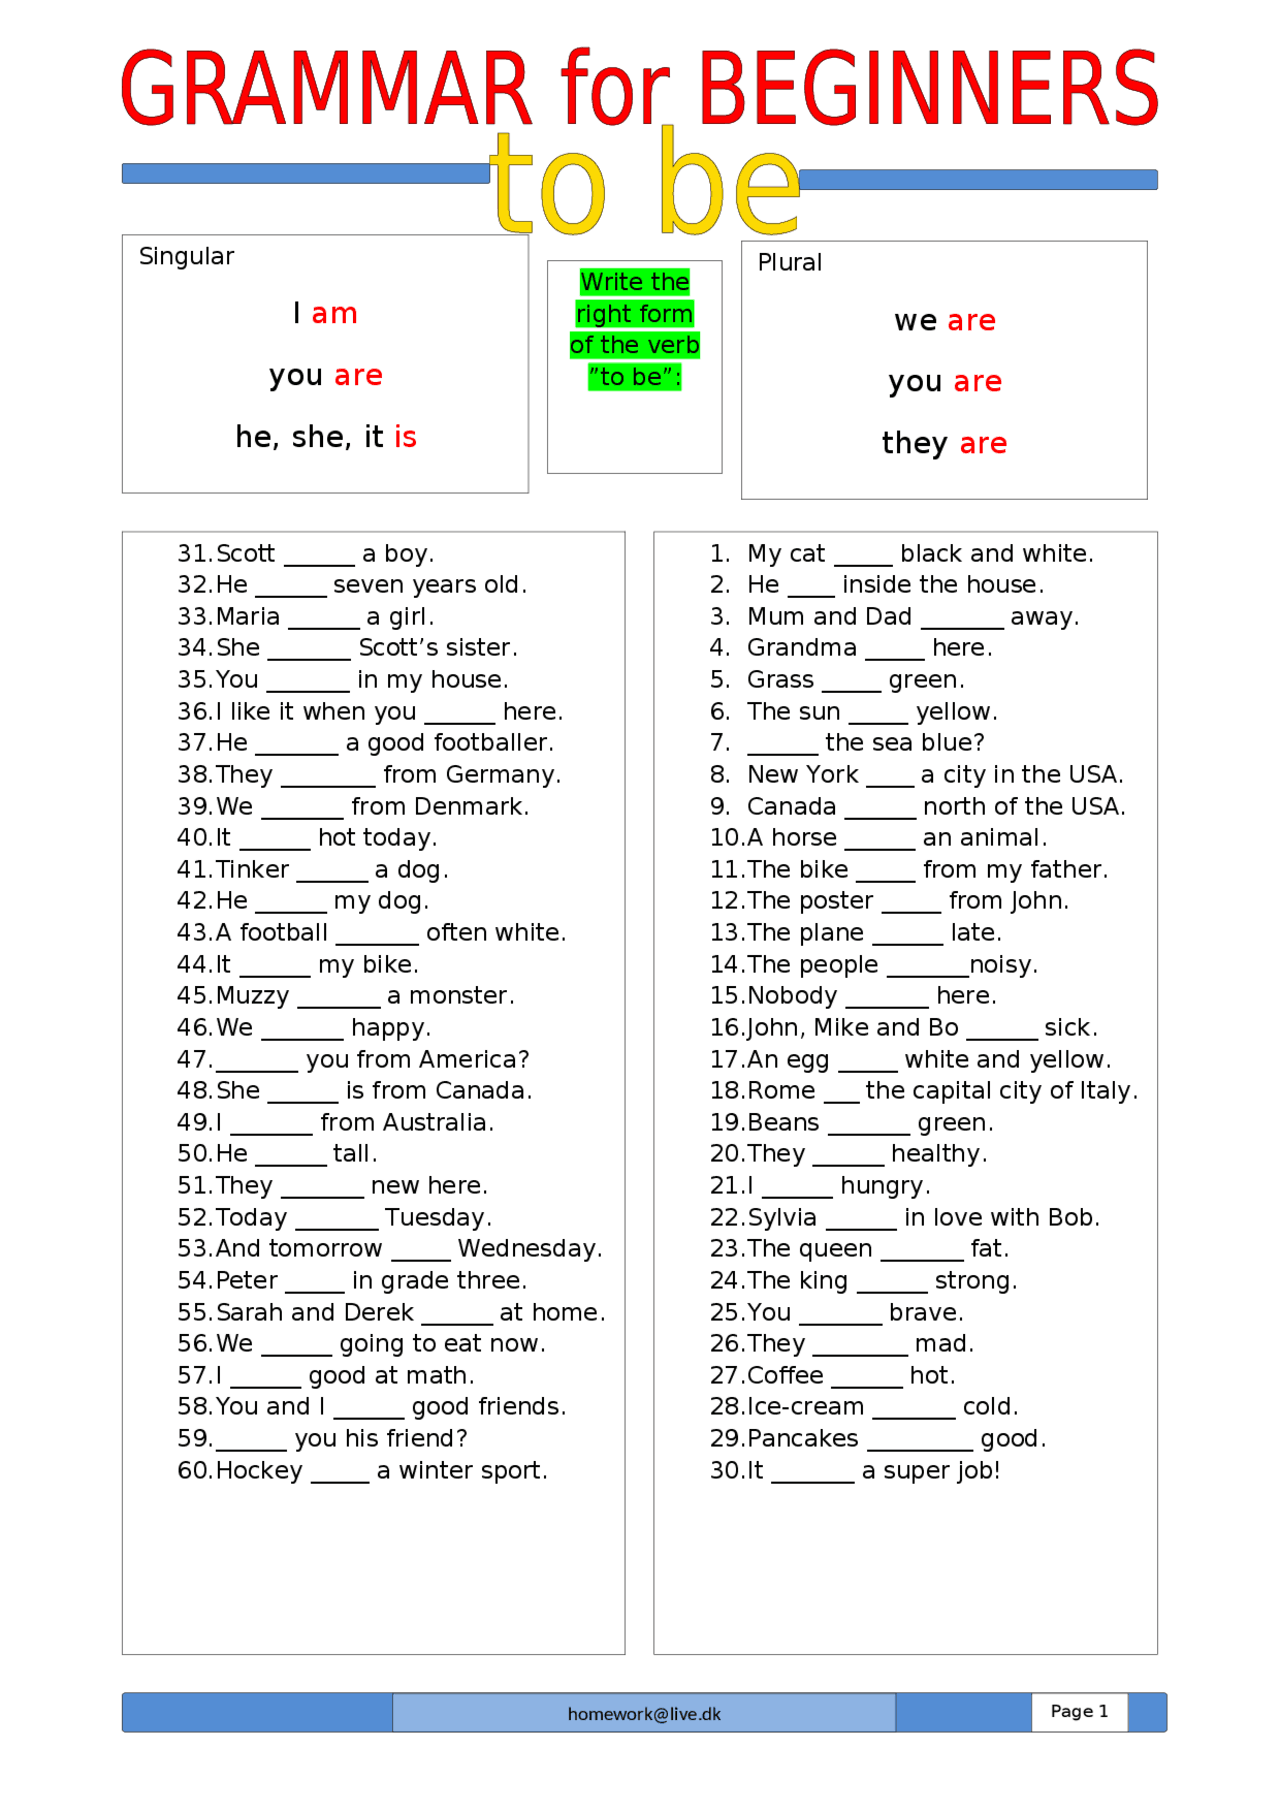 GRAMMAR for BEGINNERS
to be
Singular
I am
you are
he, she, it is
Write the
right form
of the verb
”to be”:
Plural
we are
you are
they are
31.Scott ______ a boy.
32.He ______ seven years old.
33.Maria ______ a girl.
34.She _______ Scott’s sister.
35.You _______ in my house.
36.I like it when you ______ here.
37.He _______ a good footballer.
38.They ________ from Germany.
39.We _______ from Denmark.
40.It ______ hot today.
41.Tinker ______ a dog.
42.He ______ my dog.
43.A football _______ often white.
44.It ______ my bike.
45.Muzzy _______ a monster.
46.We _______ happy.
47._______ you from America?
48.She ______ is from Canada.
49.I _______ from Australia.
50.He ______ tall.
51.They _______ new here.
52.Today _______ Tuesday.
53.And tomorrow _____ Wednesday.
54.Peter _____ in grade three.
55.Sarah and Derek ______ at home.
56.We ______ going to eat now.
57.I ______ good at math.
58.You and I ______ good friends.
59.______ you his friend?
60.Hockey _____ a winter sport.
1. My cat _____ black and white.
2. He ____ inside the house.
3. Mum and Dad _______ away.
4. Grandma _____ here.
5. Grass _____ green.
6. The sun _____ yellow.
7. ______ the sea blue?
8. New York ____ a city in the USA.
9. Canada ______ north of the USA.
10.A horse ______ an animal.
11.The bike _____ from my father.
12.The poster _____ from John.
13.The plane ______ late.
14.The people _______noisy.
15.Nobody _______ here.
16.John, Mike and Bo ______ sick.
17.An egg _____ white and yellow.
18.Rome ___ the capital city of Italy.
19.Beans _______ green.
20.They ______ healthy.
21.I ______ hungry.
22.Sylvia ______ in love with Bob.
23.The queen _______ fat.
24.The king ______ strong.
25.You _______ brave.
26.They ________ mad.
27.Coffee ______ hot.
28.Ice-cream _______ cold.
29.Pancakes _________ good.
30.It _______ a super job!
homework@live.dk
Page 1